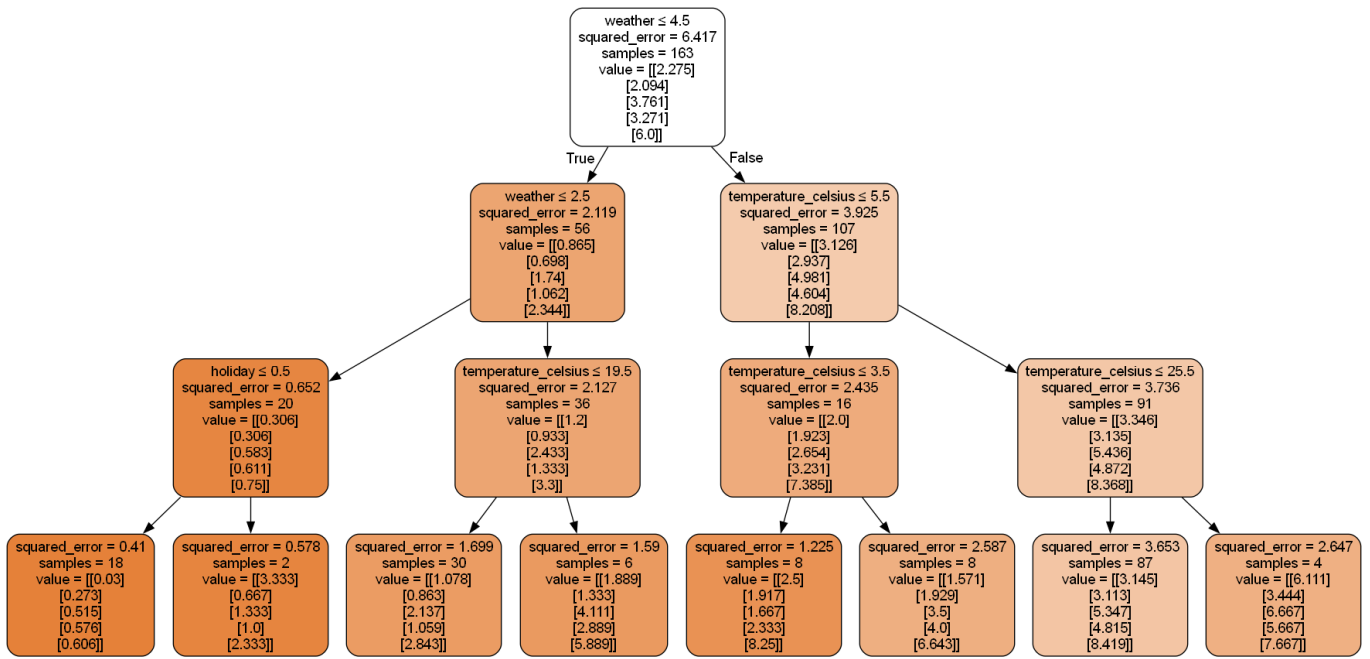 weather ≤ 4.5
squared_error = 6.417
samples = 163
value = [[2.275]
[2.094]
[3.761]
[3.271]
[6.0]]
True
False
weather ≤ 2.5
squared_error = 2.119
samples = 56
value = [[0.865]
[0.698]
[1.74]
[1.062]
[2.344]]
temperature_celsius ≤ 5.5
squared_error = 3.925
samples = 107
value = [[3.126]
[2.937]
[4.981]
[4.604]
[8.208]]
holiday ≤ 0.5
squared_error = 0.652
samples = 20
value = [[0.306]
[0.306]
[0.583]
[0.611]
[0.75]]
temperature_celsius ≤ 19.5
squared_error = 2.127
samples = 36
value = [[1.2]
[0.933]
[2.433]
[1.333]
[3.3]]
temperature_celsius ≤ 3.5
squared_error = 2.435
samples = 16
value = [[2.0]
[1.923]
[2.654]
[3.231]
[7.385]]
temperature_celsius ≤ 25.5
squared_error = 3.736
samples = 91
value = [[3.346]
[3.135]
[5.436]
[4.872]
[8.368]]
squared_error = 0.41
samples = 18
value = [[0.03]
[0.273]
[0.515]
[0.576]
[0.606]]
squared_error = 0.578
samples = 2
value = [[3.333]
[0.667]
[1.333]
[1.0]
[2.333]]
squared_error = 1.699
samples = 30
value = [[1.078]
[0.863]
[2.137]
[1.059]
[2.843]]
squared_error = 1.59
samples = 6
value = [[1.889]
[1.333]
[4.111]
[2.889]
[5.889]]
squared_error = 1.225
samples = 8
value = [[2.5]
[1.917]
[1.667]
[2.333]
[8.25]]
squared_error = 2.587
samples = 8
value = [[1.571]
[1.929]
[3.5]
[4.0]
[6.643]]
squared_error = 3.653
samples = 87
value = [[3.145]
[3.113]
[5.347]
[4.815]
[8.419]]
squared_error = 2.647
samples = 4
value = [[6.111]
[3.444]
[6.667]
[5.667]
[7.667]]